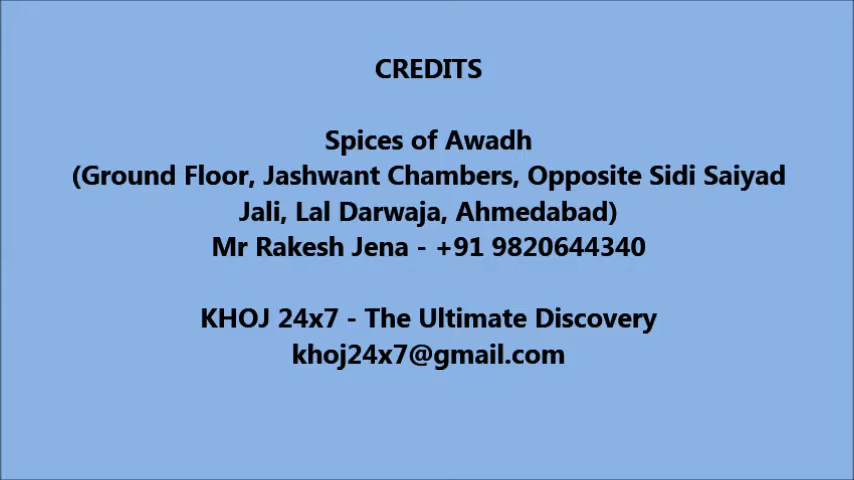 CREDITS
Spices of Awadh
(Ground Floor, Jashwant Chambers, Opposite Sidi Saiyad
Jali, Lal Darwaja, Ahmedabad)
Mr Rakesh Jena - +91 9820644340
KHOJ 24x7 - The Ultimate Discovery
khoj24x7@gmail.com